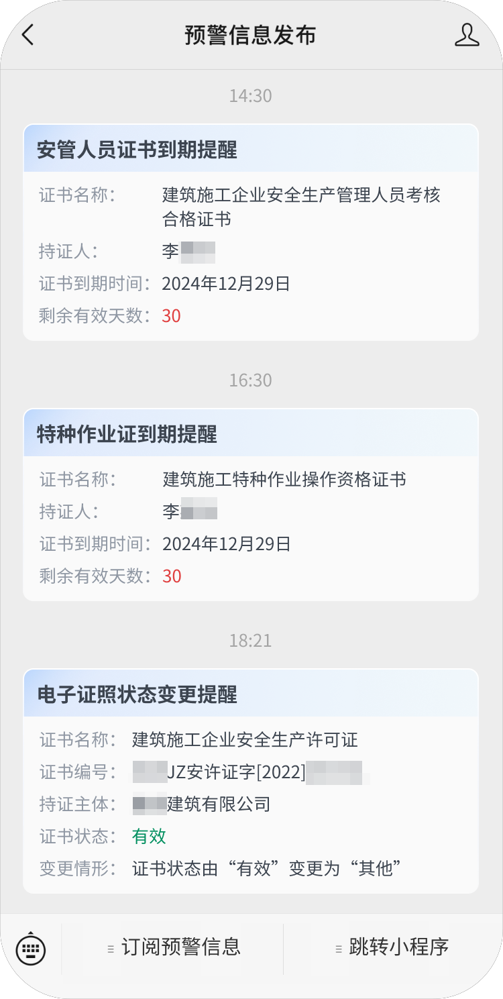 预警信息发布
14:30
安管人员证书到期提醒
证书名称： 建筑施工企业安全生产管理人员考核
合格证书
持证人： 李
证书到期时间： 2024年12月29日
剩余有效天数： 30
16:30
特种作业证到期提醒
证书名称： 建筑施工特种作业操作资格证书
持证人： 李
证书到期时间： 2024年12月29日
剩余有效天数： 30
18:21
电子证照状态变更提醒
证书名称： 建筑施工企业安全生产许可证
证书编号： JZ安许证字[2022]
持证主体： 建筑有限公司
证书状态： 有效
变更情形： 证书状态由“有效”变更为“其他”
订阅预警信息 跳转小程序